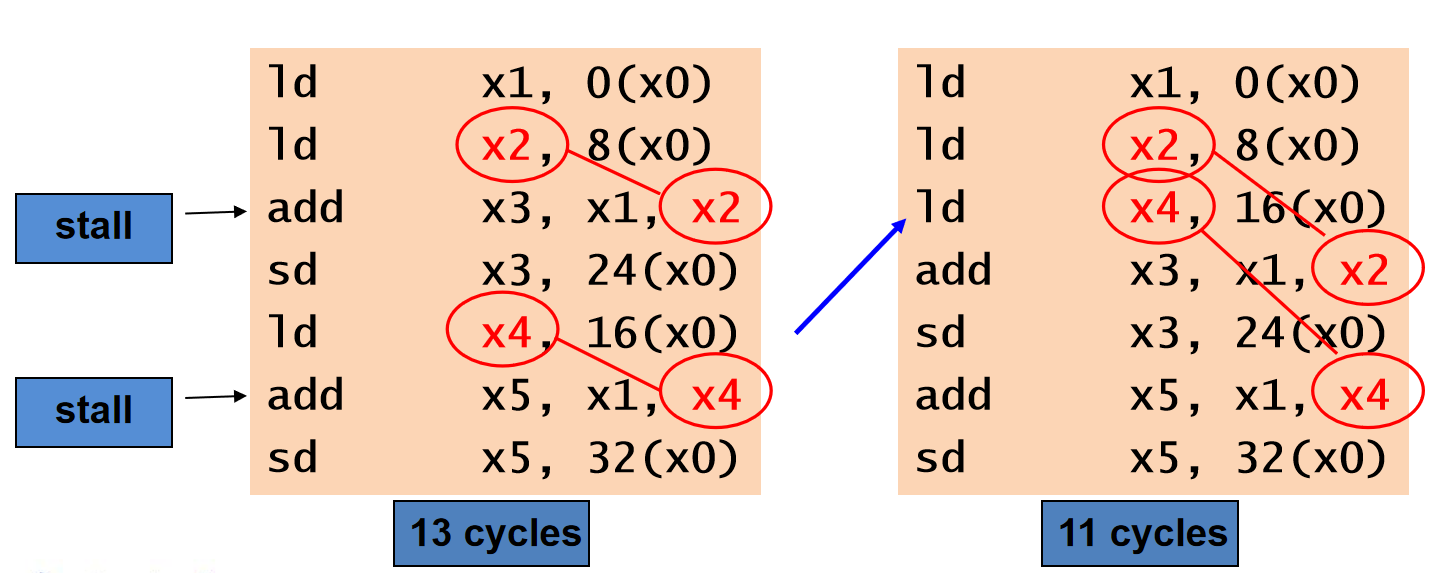 ld x1, 0(x0)
ld x2, 8(x0)
stall
add x3, x1, x2
sd x3, 24(x0)
ld x4, 16(x0)
stall
add x5, x1, x4
sd x5, 32(x0)
13 cycles
ld x1, 0(x0)
ld x2, 8(x0)
ld x4, 16(x0)
add x3, x1, x2
sd x3, 24(x0)
add x5, x1, x4
sd x5, 32(x0)
11 cycles